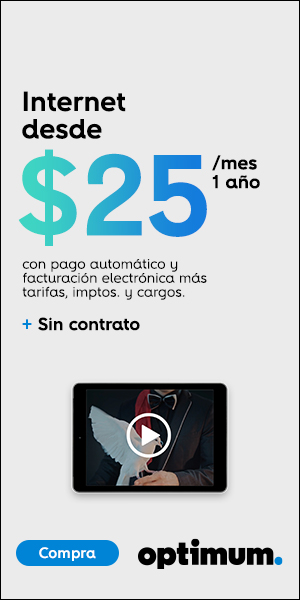 Internet
desde
$25
/mes
1 año
con pago automático y
facturación electrónica más
tarifas, imptos. y cargos.
+ Sin contrato
Compra
optimum.